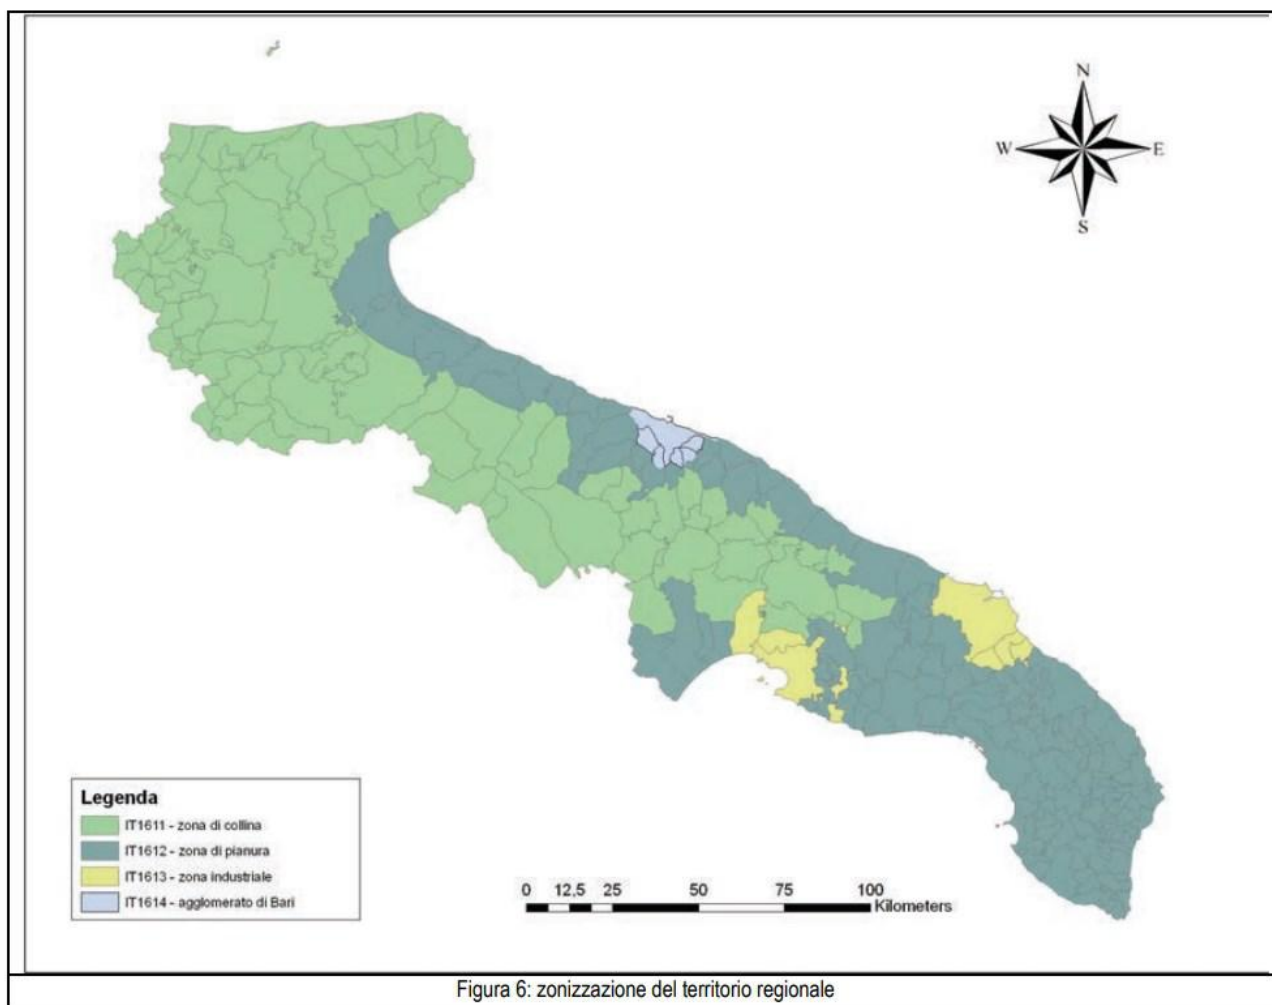 N
W E
S
Legenda
IT1611 - zona di collina
IT1612 - zona di pianura
IT1613 - zona industriale
IT1614 - agglomerato di Bari
0 12,5 25 50 75 100
Kilometers
Figura 6: zonizzazione del territorio regionale